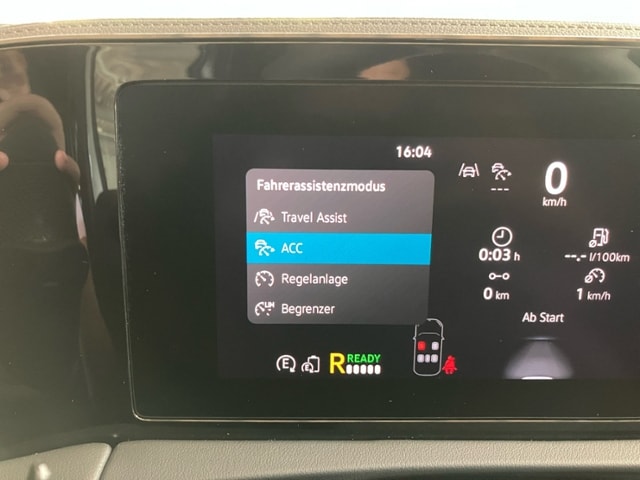 16:04
Fahrerassistenzmodus
Travel Assist
ACC
Regelanlage
Begrenzer
LIM
---
0
km/h
0:03 h
--.- l/100km
0 km
1 km/h
Ab Start
E
E
R READY